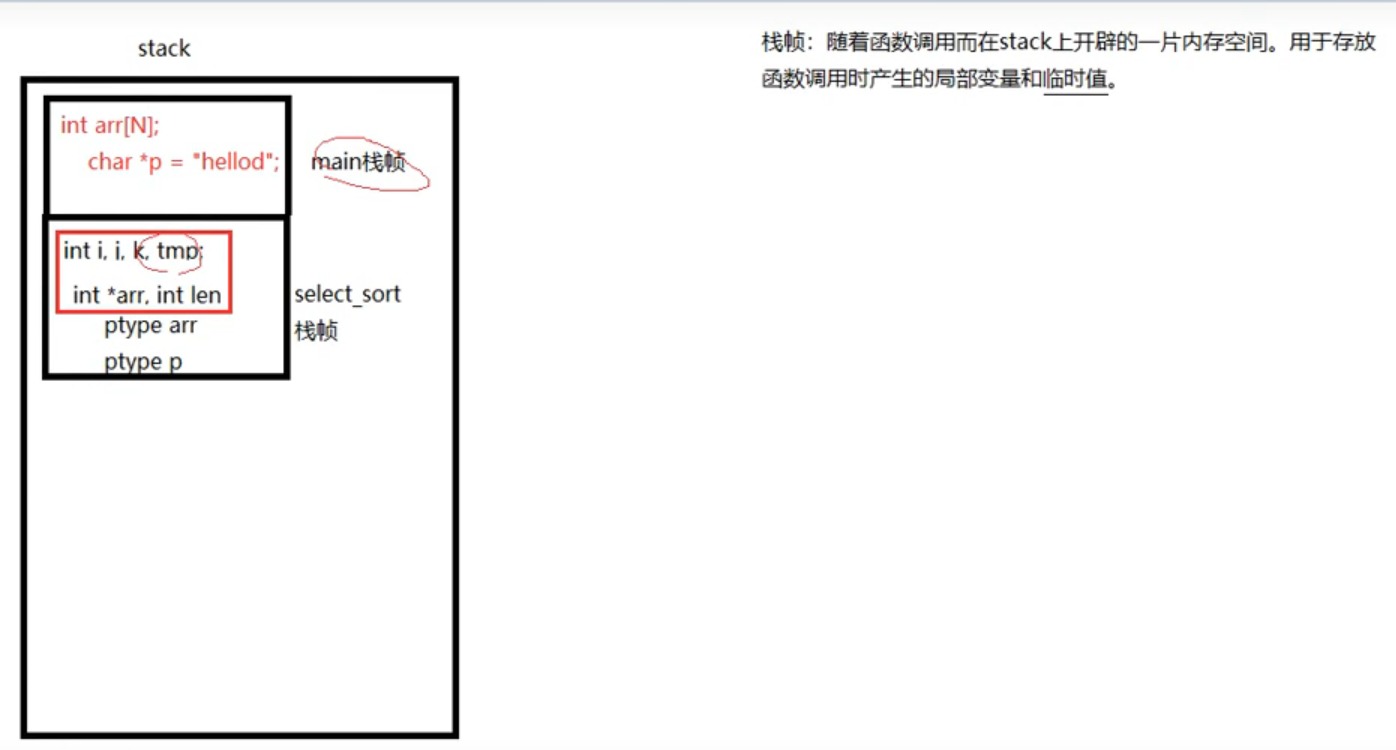 stack
栈帧：随着函数调用而在stack上开辟的一片内存空间。用于存放
函数调用时产生的局部变量和临时值。
int arr[N];
char *p = "hellod";
main栈帧
int i, j, k, tmp;
int *arr, int len
select_sort
栈帧
ptype arr
ptype p